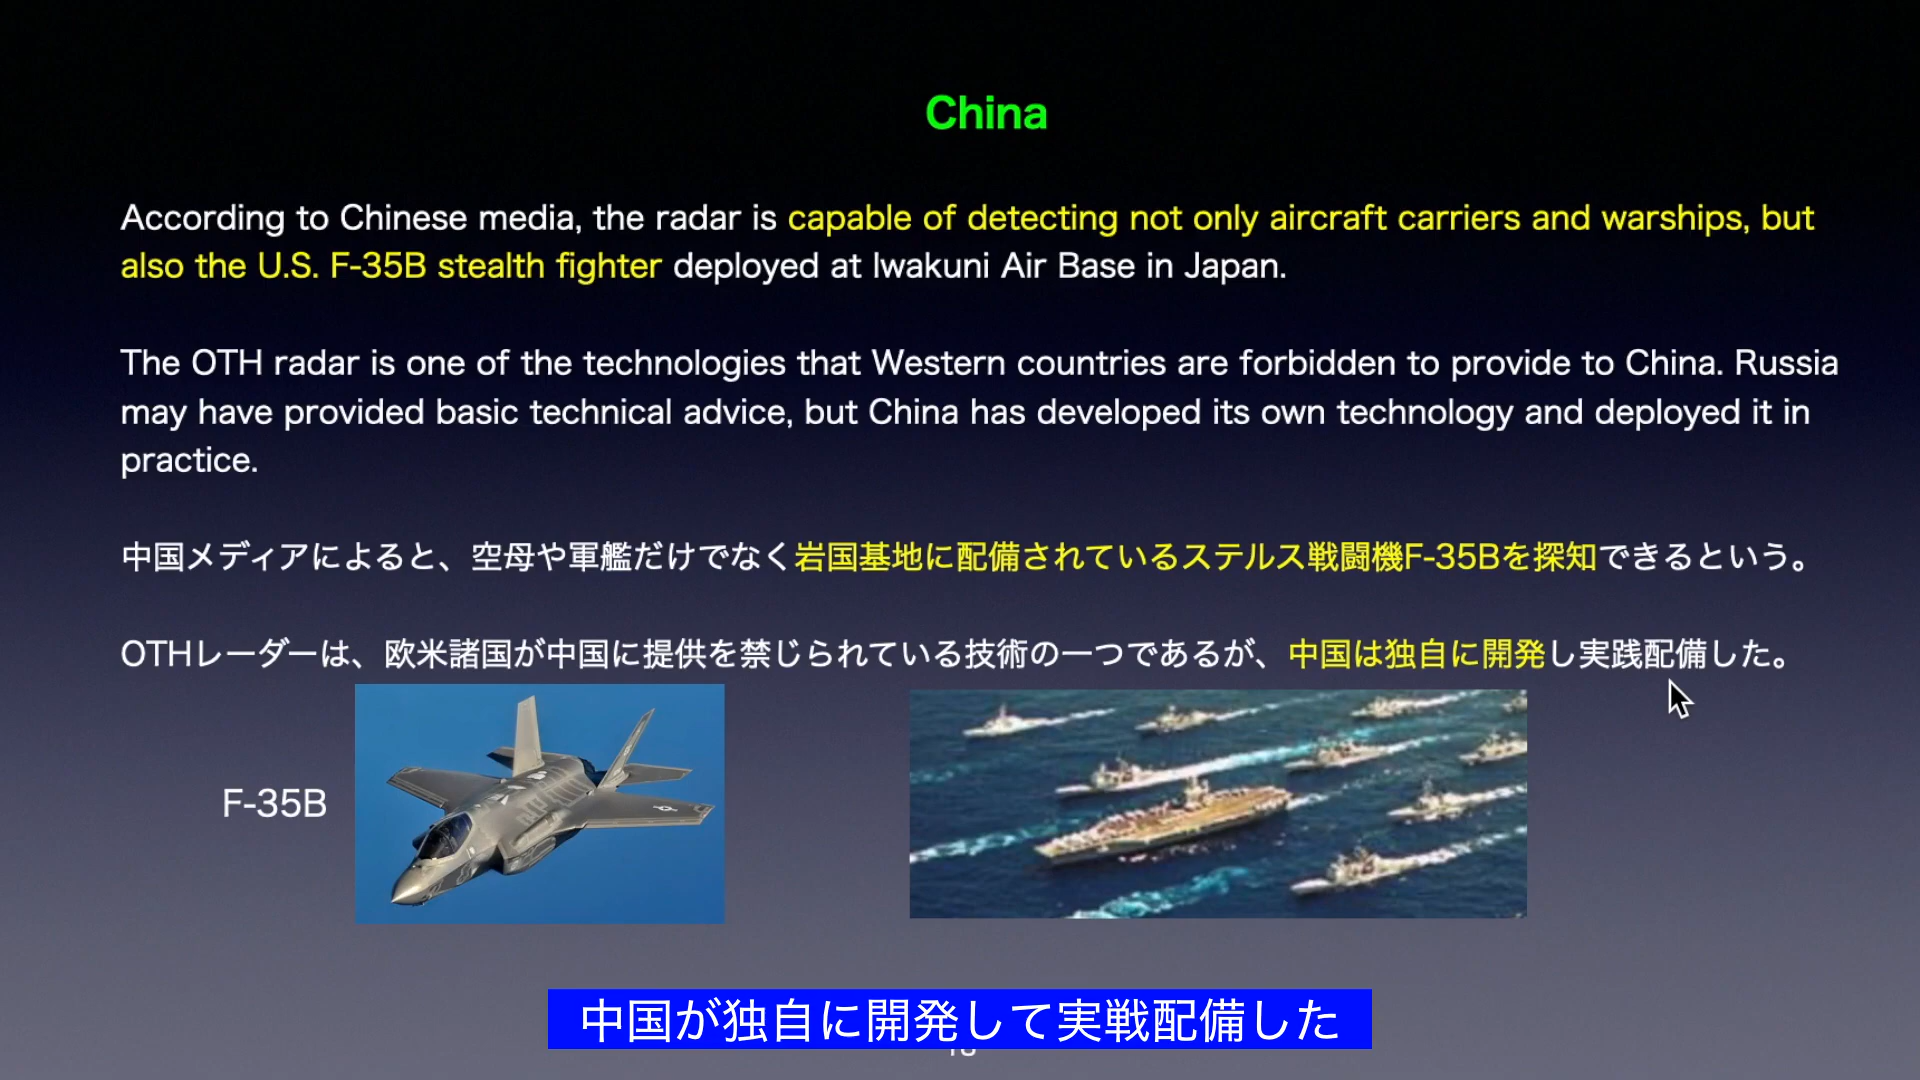 China
According to Chinese media, the radar is capable of detecting not only aircraft carriers and warships, but
also the U.S. F-35B stealth fighter deployed at Iwakuni Air Base in Japan.
The OTH radar is one of the technologies that Western countries are forbidden to provide to China. Russia
may have provided basic technical advice, but China has developed its own technology and deployed it in
practice.
中国メディアによると、空母や軍艦だけでなく岩国基地に配備されているステルス戦闘機F-35Bを探知できるという。
OTHレーダーは、欧米諸国が中国に提供を禁じられている技術の一つであるが、中国は独自に開発し実践配備した。
F-35B
中国が独自に開発して実戦配備した